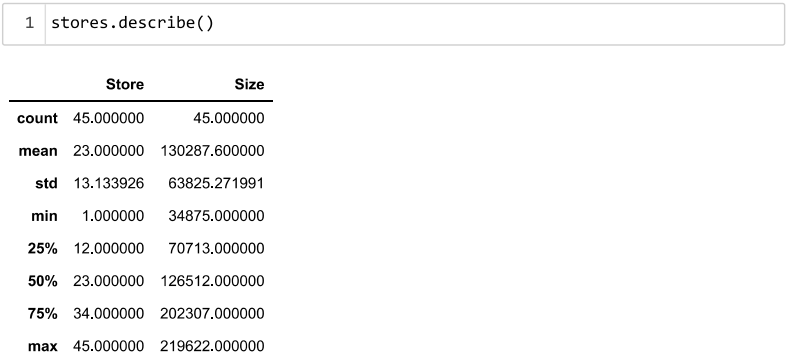 1 stores.describe()
Store Size
count 45.000000 45.000000
mean 23.000000 130287.600000
std 13.133926 63825.271991
min 1.000000 34875.000000
25% 12.000000 70713.000000
50% 23.000000 126512.000000
75% 34.000000 202307.000000
max 45.000000 219622.000000